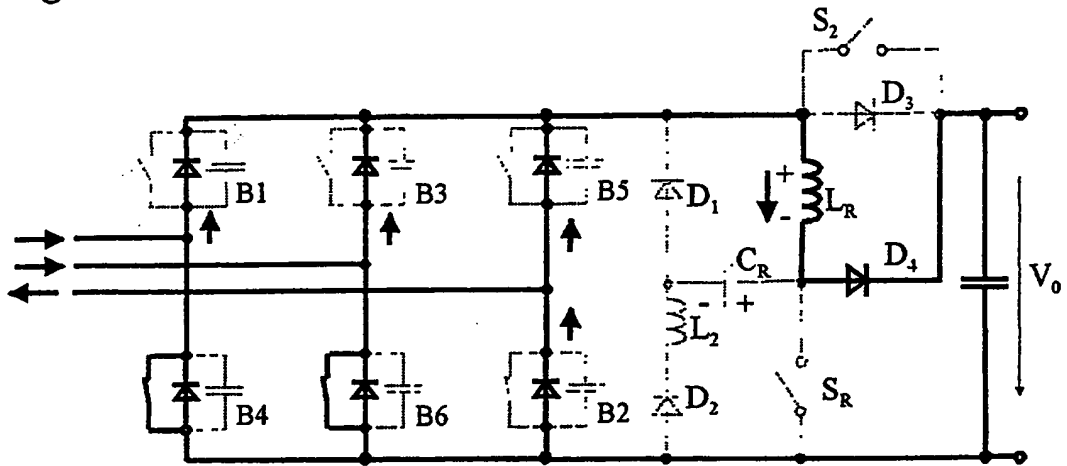 S2
D3
B1
B3
B5
D1
+
LR
-
D4
CR
V0
-
+
L2
SR
B4
B6
B2
D2